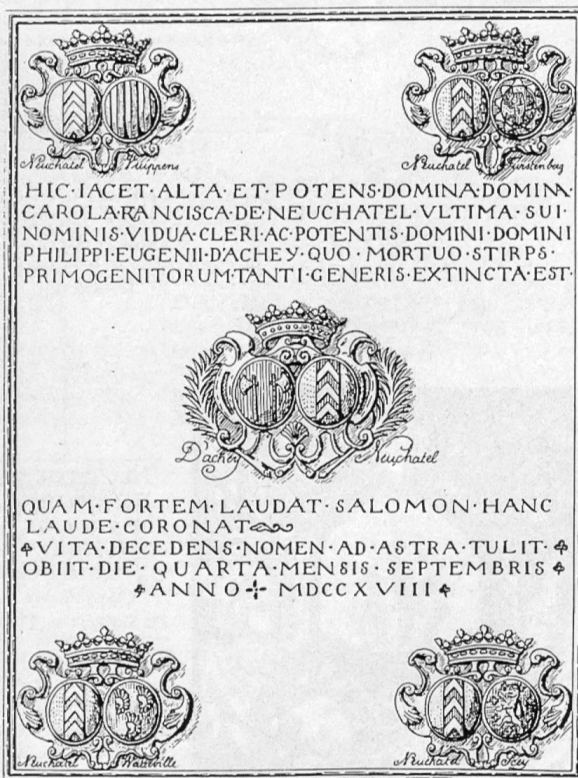 Neuchatel Vuippens
Neuchatel Furstenberg
HIC·IACET·ALTA·ET·POTENS·DOMINA·DOMINA·
CAROLA·RANCISCA·DE·NEUCHATEL·VLTIMA·SUI·
NOMINIS·VIDUA·CLERI·AC·POTENTIS·DOMINI·DOMINI
PHILIPPI·EUGENII·D'ACHEY·QUO·MORTUO·STIRPS·
PRIMOGENITORUM·TANTI·GENERIS·EXTINCTA·EST·
D'achey Neuchatel
QUAM·FORTEM·LAUDAT·SALOMON·HANC
LAUDE·CORONAT
VITA·DECEDENS·NOMEN·AD·ASTRA·TULIT·
OBIIT·DIE·QUARTA·MENSIS·SEPTEMBRIS
ANNO MDCCXVIII
Neuchatel Watteville
Neuchatel Scey